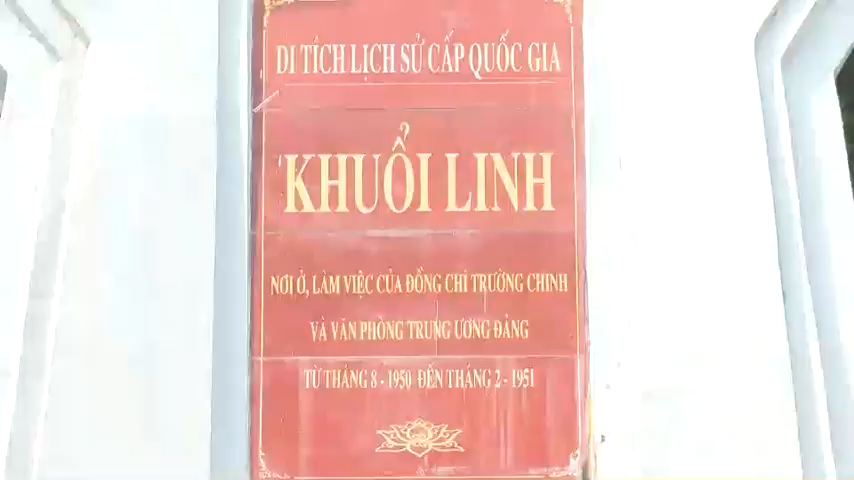 DI TÍCH LỊCH SỬ CẤP QUỐC GIA
KHUỔI LINH
NƠI Ở, LÀM VIỆC CỦA ĐỒNG CHÍ TRƯỜNG CHINH
VÀ VĂN PHÒNG TRUNG ƯƠNG ĐẢNG
TỪ THÁNG 8 - 1950 ĐẾN THÁNG 2 - 1951